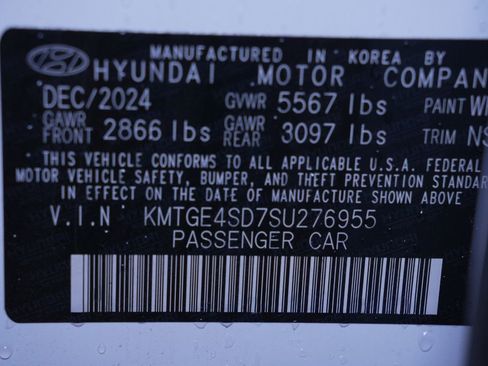 MANUFACTURED IN KOREA BY
HYUNDAI MOTOR COMPAN
DEC/2024 GVWR 5567 lbs PAINT
GAWR FRONT 2866 lbs GAWR REAR 3097 lbs TRIM
THIS VEHICLE CONFORMS TO ALL APPLICABLE U.S.A. FEDERAL
MOTOR VEHICLE SAFETY, BUMPER, AND THEFT PREVENTION STANDAR
IN EFFECT ON THE DATE OF MANUFACTURE SHOWN ABOVE
V.I.N KMTGE4SD7SU276955
PASSENGER CAR